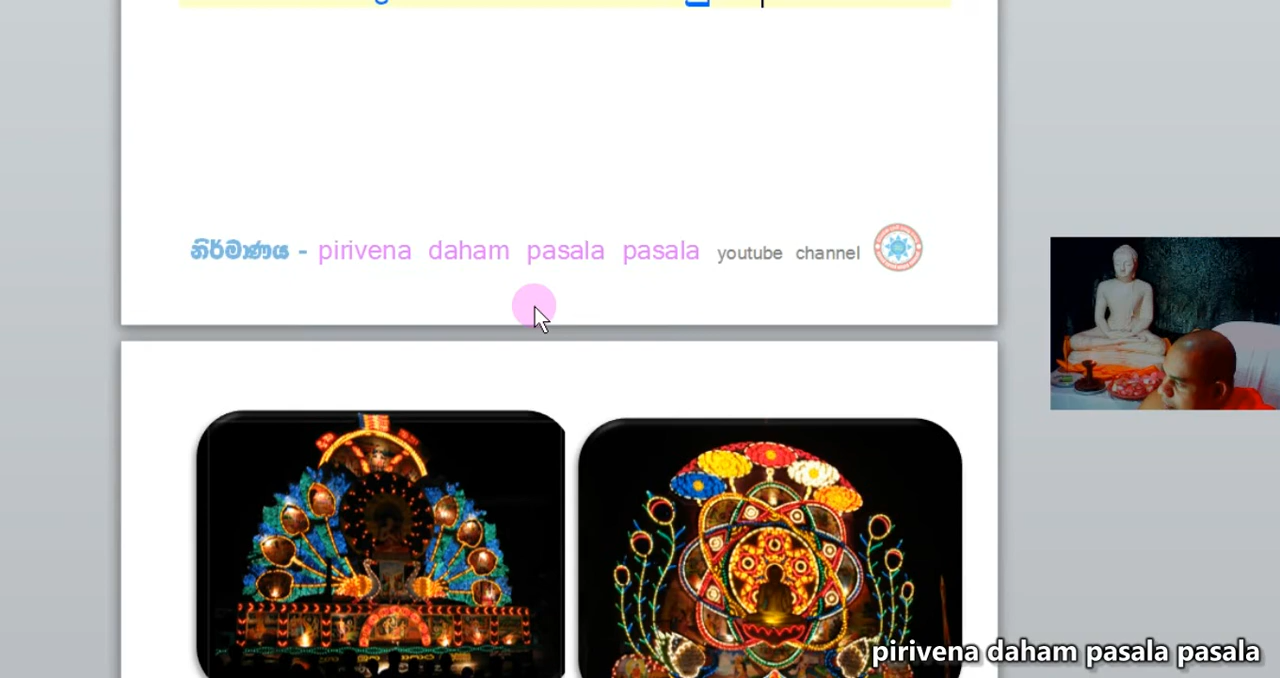 නිර්මාණය - pirivena daham pasala pasala youtube channel
pirivena daham pasala pasala